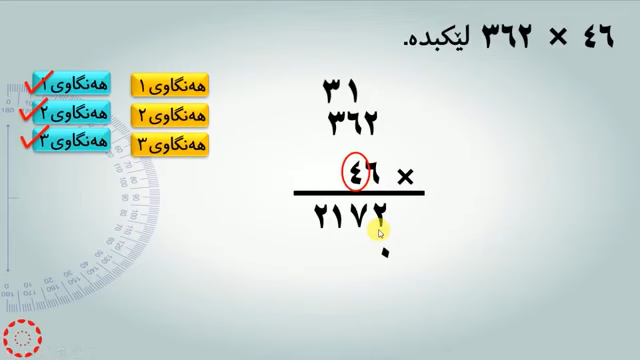 ٣٦٢ × ٤٦ لێکبدە.
هەنگاوی ١ هەنگاوی ١
هەنگاوی ٢ هەنگاوی ٢
هەنگاوی ٣ هەنگاوی ٣
٣١
٣٦٢
٤٦ ×
٢١٧٢
٠